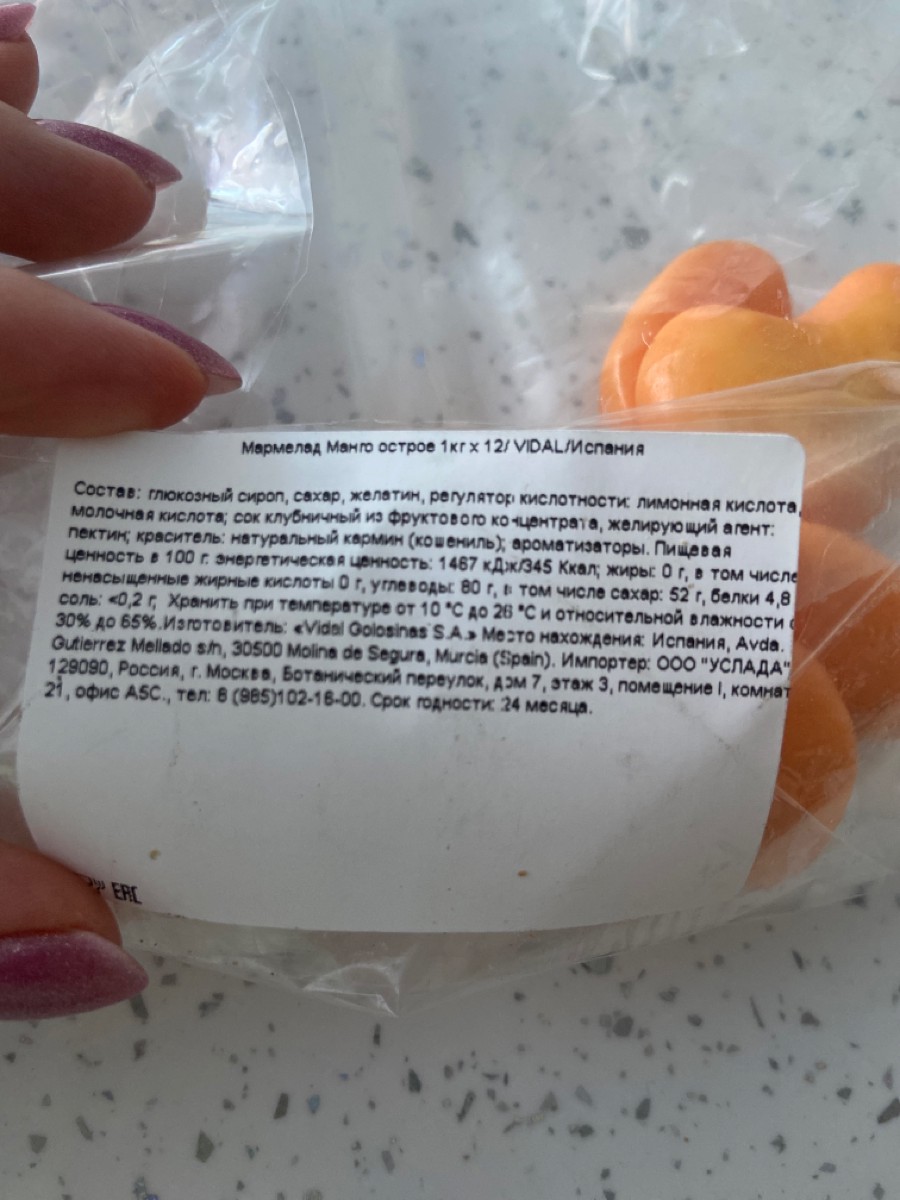 Мармелад Манго острое 1кг x 12/ VIDAL/Испания
Состав: глюкозный сироп, сахар, желатин, регулятор кислотности: лимонная кислота,
молочная кислота; сок клубничный из фруктового концентрата, желирующий агент:
пектин; краситель: натуральный кармин (кошениль); ароматизаторы. Пищевая
ценность в 100 г: энергетическая ценность: 1467 кДж/345 Ккал; жиры: 0 г, в том числе
ненасыщенные жирные кислоты 0 г, углеводы: 80 г, в том числе сахар: 52 г, белки 4,8
соль: <0,2 г, Хранить при температуре от 10 °C до 26 °C и относительной влажности
30% до 65%.Изготовитель: «Vidal Golosinas S.A.» Место нахождения: Испания, Avda.
Gutierrez Mellado s/n, 30500 Molina de Segura, Murcia (Spain). Импортер: ООО "УСЛАДА"
129090, Россия, г. Москва, Ботанический переулок, дом 7, этаж 3, помещение I, комнат
21, офис А5С., тел: 8 (985)102-16-00. Срок годности: 24 месяца.
EAC